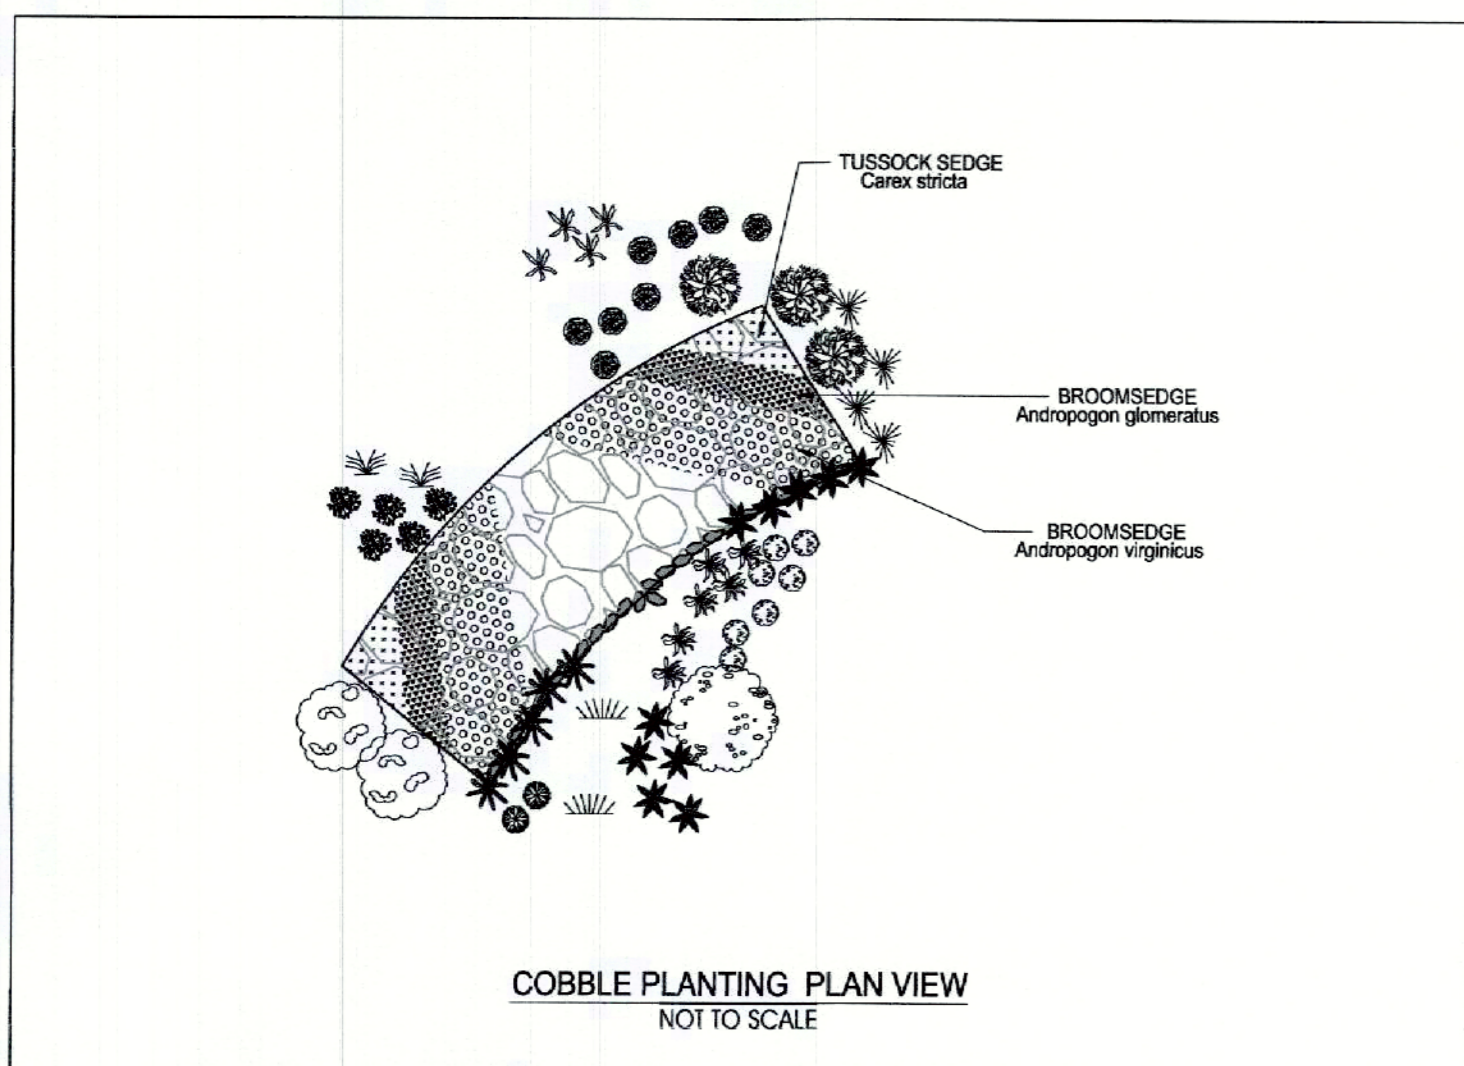 TUSSOCK SEDGE
Carex stricta
BROOMSEDGE
Andropogon glomeratus
BROOMSEDGE
Andropogon virginicus
COBBLE PLANTING PLAN VIEW
NOT TO SCALE